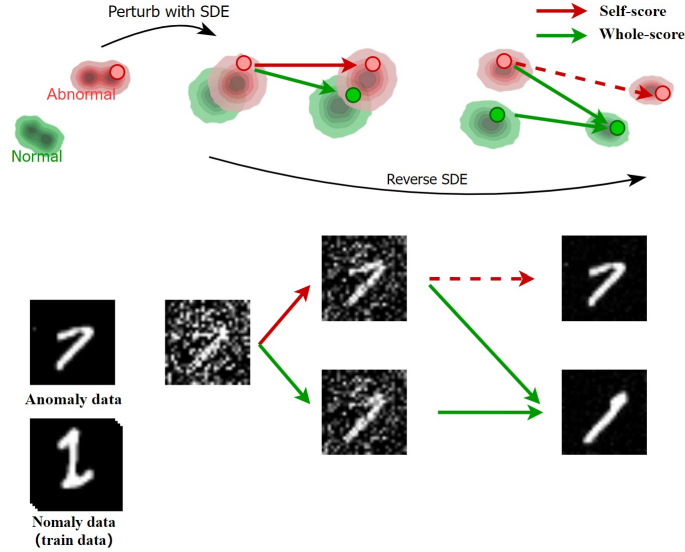 Perturb with SDE
Self-score
Whole-score
Abnormal
Normal
Reverse SDE
Anomaly data
Nomaly data
(train data)